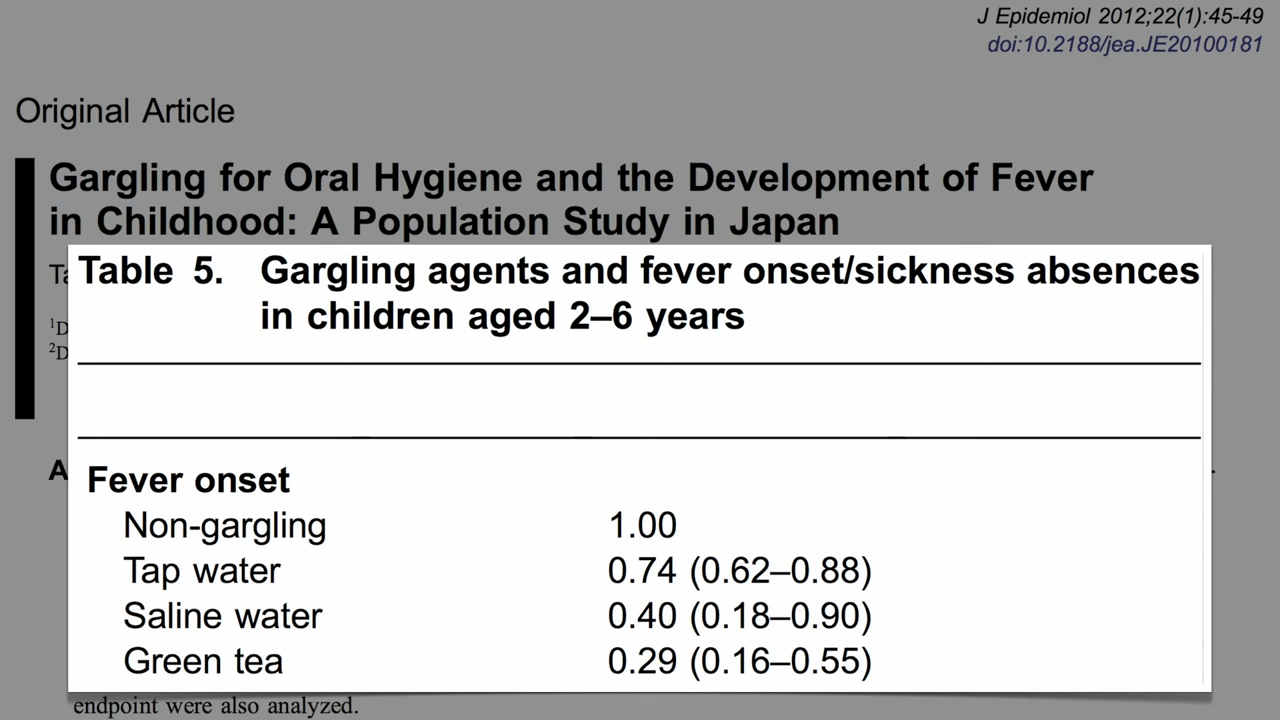 J Epidemiol 2012;22(1):45-49
doi:10.2188/jea.JE20100181
Original Article
Gargling for Oral Hygiene and the Development of Fever
in Childhood: A Population Study in Japan
Table 5. Gargling agents and fever onset/sickness absences
in children aged 2–6 years
Fever onset
Non-gargling 1.00
Tap water 0.74 (0.62–0.88)
Saline water 0.40 (0.18–0.90)
Green tea 0.29 (0.16–0.55)
endpoint were also analyzed.